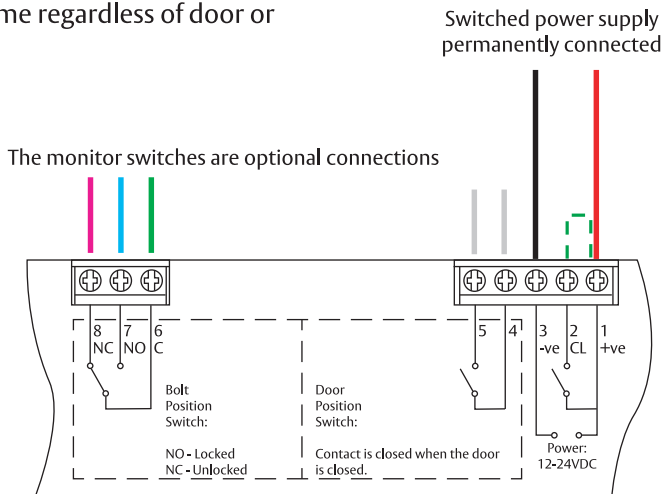 me regardless of door or
Switched power supply
permanently connected
The monitor switches are optional connections
8 7 6 5 4 3 2 1
NC NO C -ve CL +ve
Bolt
Position
Switch:
NO - Locked
NC - Unlocked
Door
Position
Switch:
Contact is closed when the door
is closed.
Power:
12-24VDC